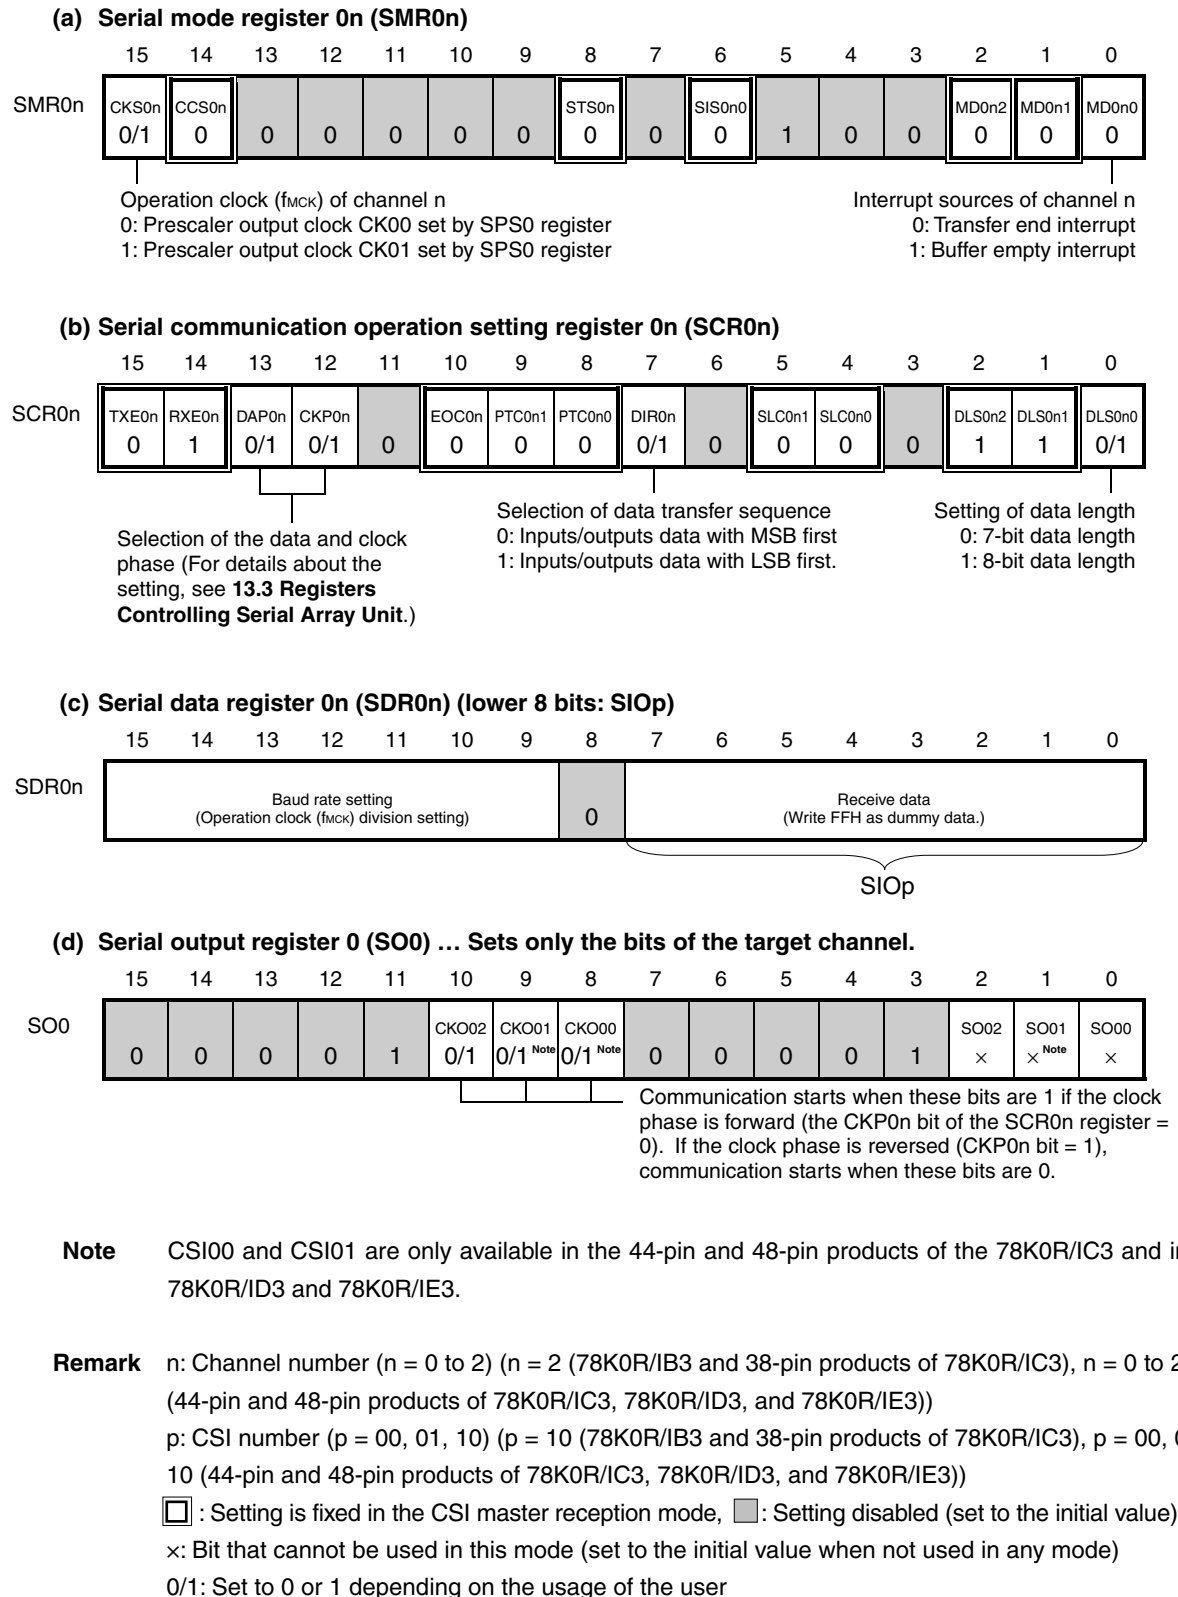 (a) Serial mode register 0n (SMR0n)
15 14 13 12 11 10 9 8 7 6 5 4 3 2 1 0
SMR0n
CKS0n CCS0n STS0n SIS0n0 MD0n2 MD0n1 MD0n0
0/1 0 0 0 0 0 0 0 0 0 1 0 0 0 0 0
Operation clock (fMCK) of channel n
0: Prescaler output clock CK00 set by SPS0 register
1: Prescaler output clock CK01 set by SPS0 register
Interrupt sources of channel n
0: Transfer end interrupt
1: Buffer empty interrupt
(b) Serial communication operation setting register 0n (SCR0n)
15 14 13 12 11 10 9 8 7 6 5 4 3 2 1 0
SCR0n
TXE0n RXE0n DAP0n CKP0n EOC0n PTC0n1 PTC0n0 DIR0n SLC0n1 SLC0n0 DLS0n2 DLS0n1 DLS0n0
0 1 0/1 0/1 0 0 0 0 0/1 0 0 0 0 1 1 0/1
Selection of the data and clock
phase (For details about the
setting, see 13.3 Registers
Controlling Serial Array Unit.)
Selection of data transfer sequence
0: Inputs/outputs data with MSB first
1: Inputs/outputs data with LSB first.
Setting of data length
0: 7-bit data length
1: 8-bit data length
(c) Serial data register 0n (SDR0n) (lower 8 bits: SIOp)
15 14 13 12 11 10 9 8 7 6 5 4 3 2 1 0
SDR0n
Baud rate setting
(Operation clock (fMCK) division setting)
0
Receive data
(Write FFH as dummy data.)
SIOp
(d) Serial output register 0 (SO0) … Sets only the bits of the target channel.
15 14 13 12 11 10 9 8 7 6 5 4 3 2 1 0
SO0
CKO02 CKO01 CKO00 SO02 SO01 SO00
0 0 0 0 1 0/1 0/1 Note 0/1 Note 0 0 0 0 1 × × Note ×
Communication starts when these bits are 1 if the clock
phase is forward (the CKP0n bit of the SCR0n register =
0). If the clock phase is reversed (CKP0n bit = 1),
communication starts when these bits are 0.
Note CSI00 and CSI01 are only available in the 44-pin and 48-pin products of the 78K0R/IC3 and
78K0R/ID3 and 78K0R/IE3.
Remark n: Channel number (n = 0 to 2) (n = 2 (78K0R/IB3 and 38-pin products of 78K0R/IC3), n = 0 to 2
(44-pin and 48-pin products of 78K0R/IC3, 78K0R/ID3, and 78K0R/IE3))
p: CSI number (p = 00, 01, 10) (p = 10 (78K0R/IB3 and 38-pin products of 78K0R/IC3), p = 00,
10 (44-pin and 48-pin products of 78K0R/IC3, 78K0R/ID3, and 78K0R/IE3))
: Setting is fixed in the CSI master reception mode, : Setting disabled (set to the initial value)
×: Bit that cannot be used in this mode (set to the initial value when not used in any mode)
0/1: Set to 0 or 1 depending on the usage of the user